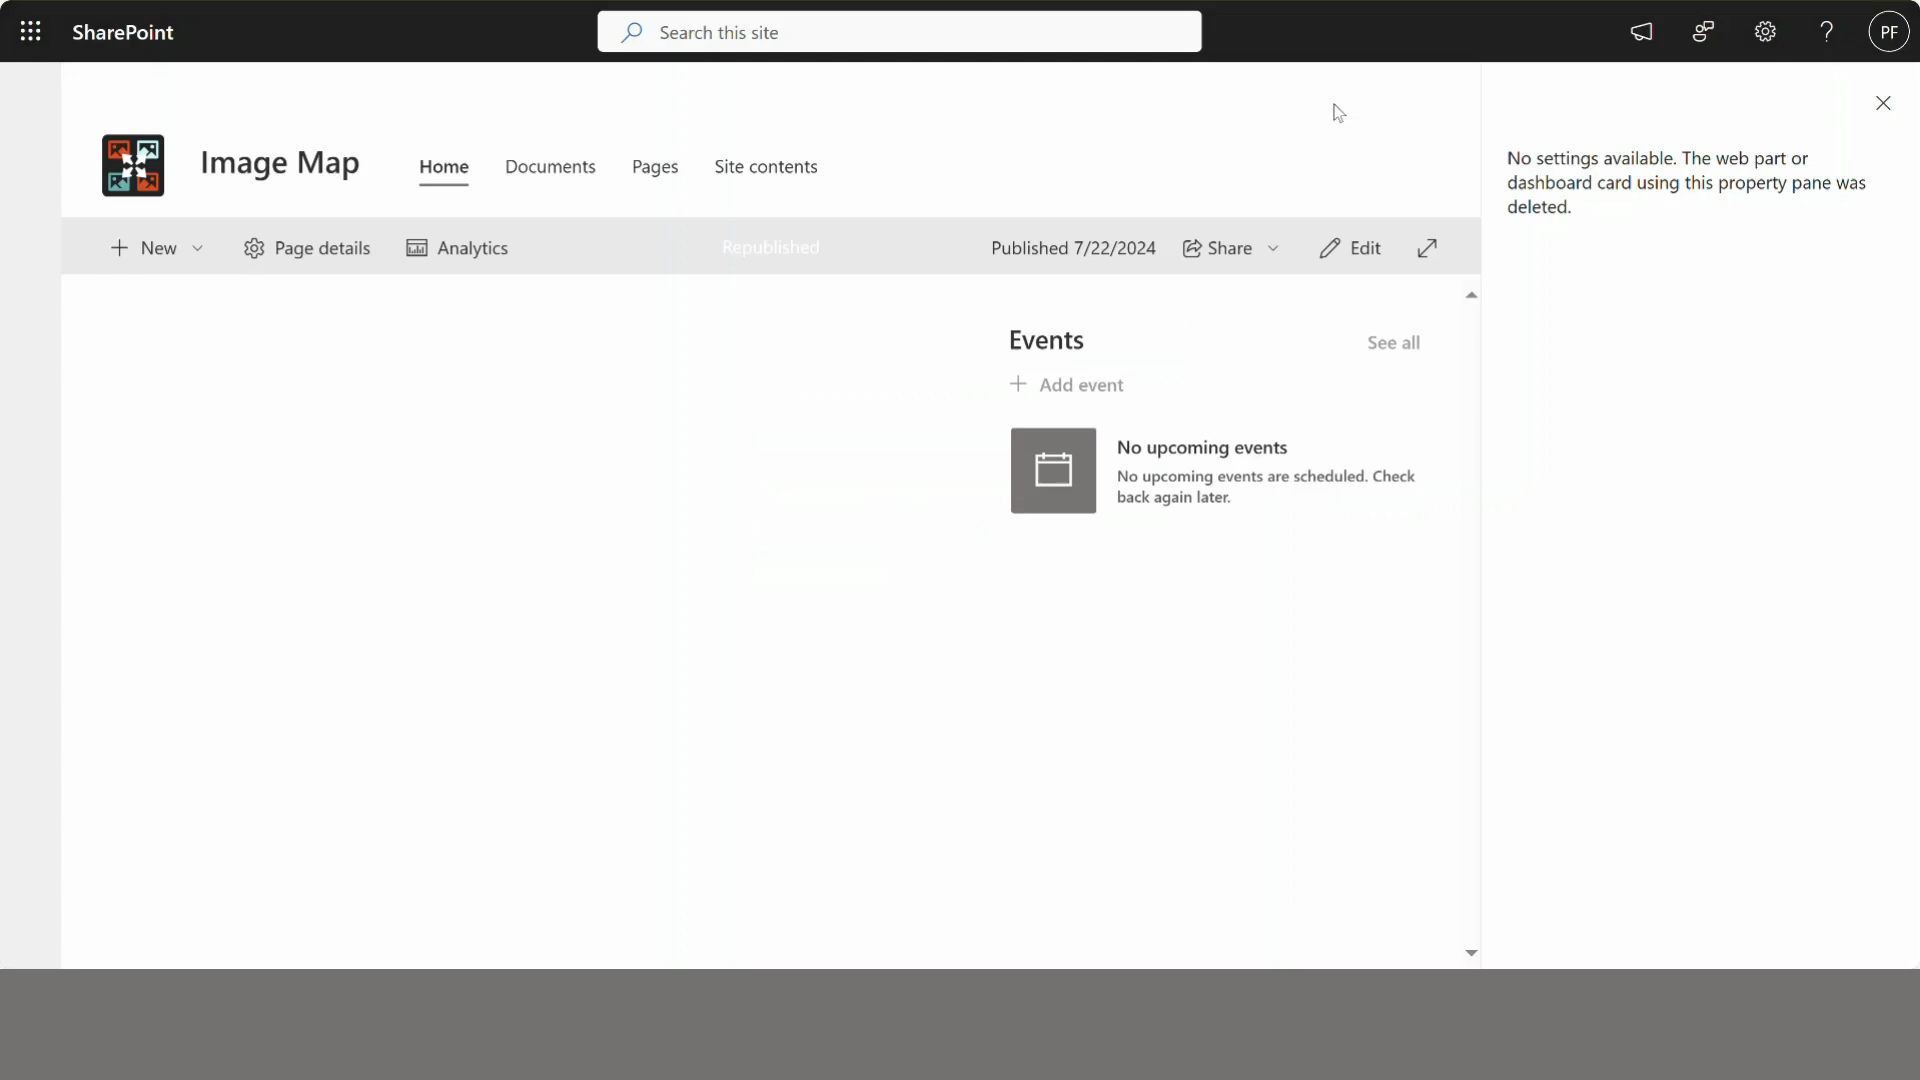 SharePoint
Search this site
PF
Image Map
Home
Documents
Pages
Site contents
No settings available. The web part or
dashboard card using this property pane was
deleted.
New
Page details
Analytics
Republished
Published 7/22/2024
Share
Edit
Events
See all
Add event
No upcoming events
No upcoming events are scheduled. Check
back again later.